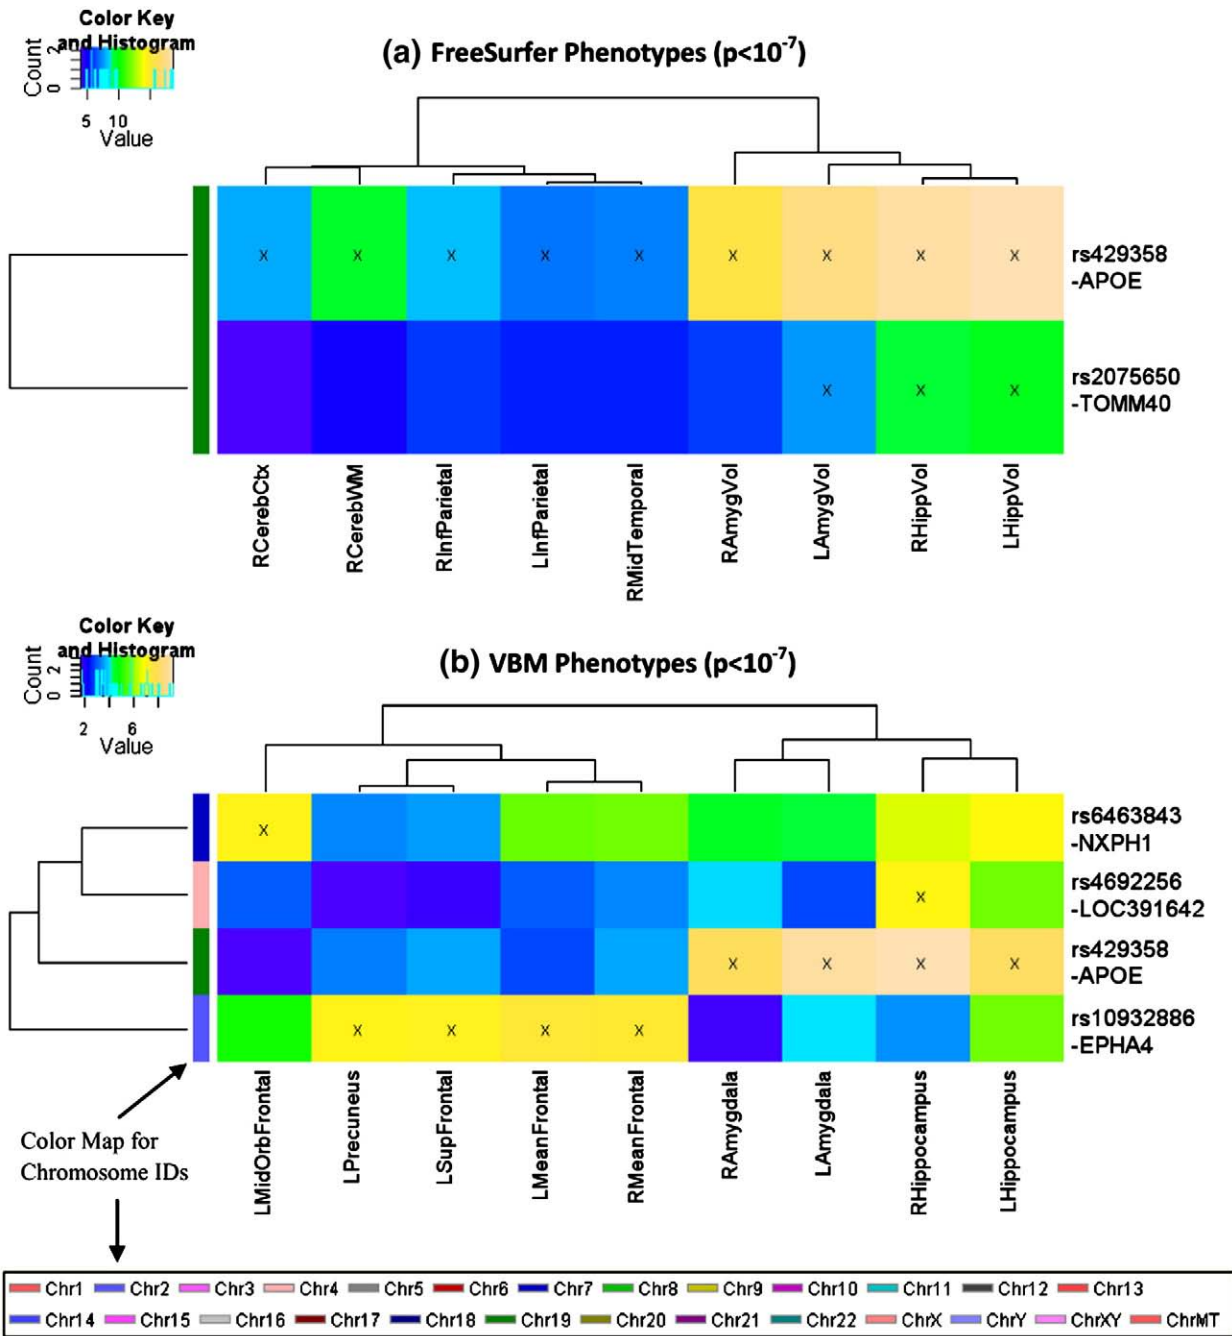 Color Key
and Histogram
Count
0 2
5 10
Value
(a) FreeSurfer Phenotypes (p<10-7)
X X X X X X X X X
rs429358
-APOE
X X X
rs2075650
-TOMM40
RCerebCtx
RCerebWM
RInfParietal
LInfParietal
RMidTemporal
RAmygVol
LAmygVol
RHippVol
LHippVol
Color Key
and Histogram
Count
0 2
2 6
Value
(b) VBM Phenotypes (p<10-7)
X
rs6463843
-NXPH1
X
rs4692256
-LOC391642
X X X X
rs429358
-APOE
X X X X
rs10932886
-EPHA4
LMidOrbFrontal
LPrecuneus
LSupFrontal
LMeanFrontal
RMeanFrontal
RAmygdala
LAmygdala
RHippocampus
LHippocampus
Color Map for
Chromosome IDs
Chr1 Chr2 Chr3 Chr4 Chr5 Chr6 Chr7 Chr8 Chr9 Chr10 Chr11 Chr12 Chr13
Chr14 Chr15 Chr16 Chr17 Chr18 Chr19 Chr20 Chr21 Chr22 ChrX ChrY ChrXY ChrMT